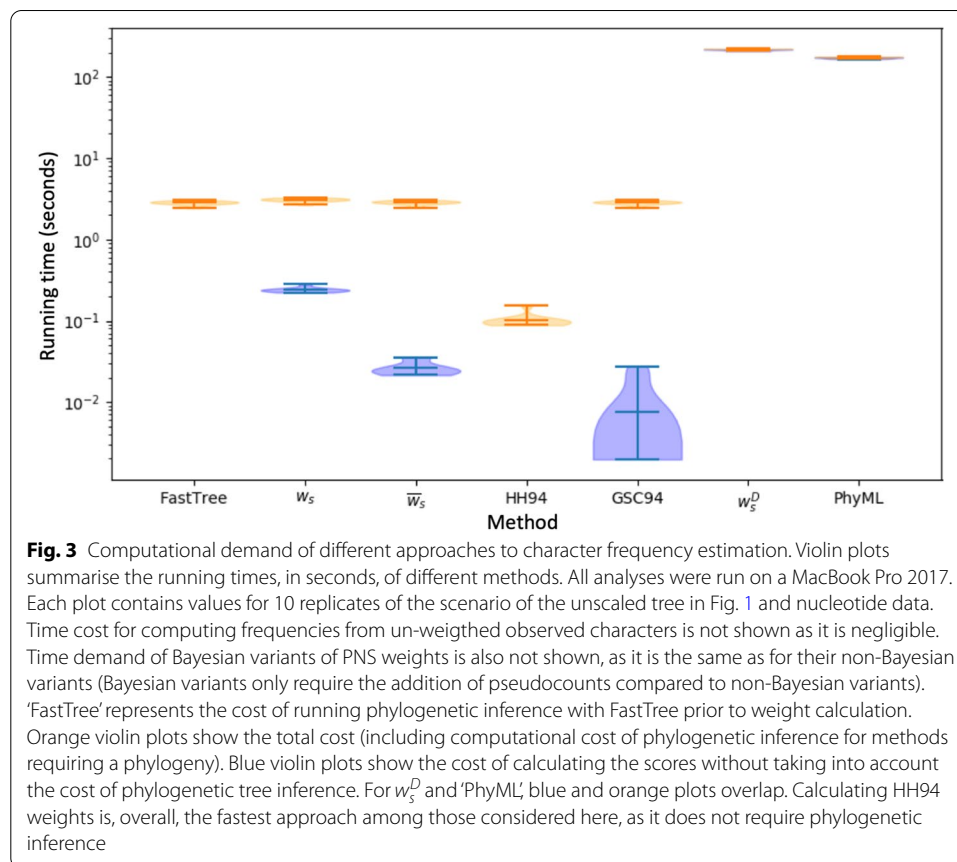 10²
10¹
10⁰
10⁻¹
10⁻²
Running time (seconds)
FastTree wₛ w̅ₛ HH94 GSC94 wₛᴰ PhyML
Method
Fig. 3 Computational demand of different approaches to character frequency estimation. Violin plots
summarise the running times, in seconds, of different methods. All analyses were run on a MacBook Pro 2017.
Each plot contains values for 10 replicates of the scenario of the unscaled tree in Fig. 1 and nucleotide data.
Time cost for computing frequencies from un-weigthed observed characters is not shown as it is negligible.
Time demand of Bayesian variants of PNS weights is also not shown, as it is the same as for their non-Bayesian
variants (Bayesian variants only require the addition of pseudocounts compared to non-Bayesian variants).
‘FastTree’ represents the cost of running phylogenetic inference with FastTree prior to weight calculation.
Orange violin plots show the total cost (including computational cost of phylogenetic inference for methods
requiring a phylogeny). Blue violin plots show the cost of calculating the scores without taking into account
the cost of phylogenetic tree inference. For wₛᴰ and ‘PhyML’, blue and orange plots overlap. Calculating HH94
weights is, overall, the fastest approach among those considered here, as it does not require phylogenetic
inference